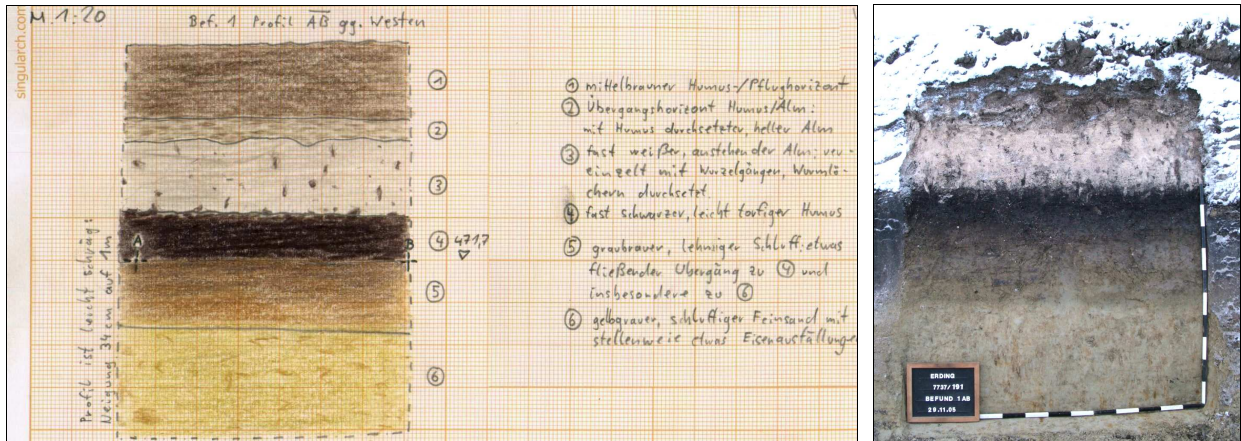 M. 1:20
Bef. 1 Profil AB gg. Westen
singularch.com
1
2
3
4
5
6
A
B
471,7
Profil ist leicht schräg:
Neigung 34 cm auf 1m
1 mittelbrauner Humus-/Pflughorizont
2 Übergangshorizont Humus/Alm:
mit Humus durchsetzter, heller Alm
3 fast weißer, anstehender Alm; ver-
einzelt mit Wurzelgängen, Wurmlö-
chern durchsetzt.
4 fast schwarzer, leicht torfiger Humus
5 graubrauner, lehmiger Schluff; etwas
fließender Übergang zu 4 und
insbesondere zu 6
6 gelbgrauer, schluffiger Feinsand mit
stellenweie etwas Eisenausfällunge
ERDING
7737/191
BEFUND 1 AB
29.11.05